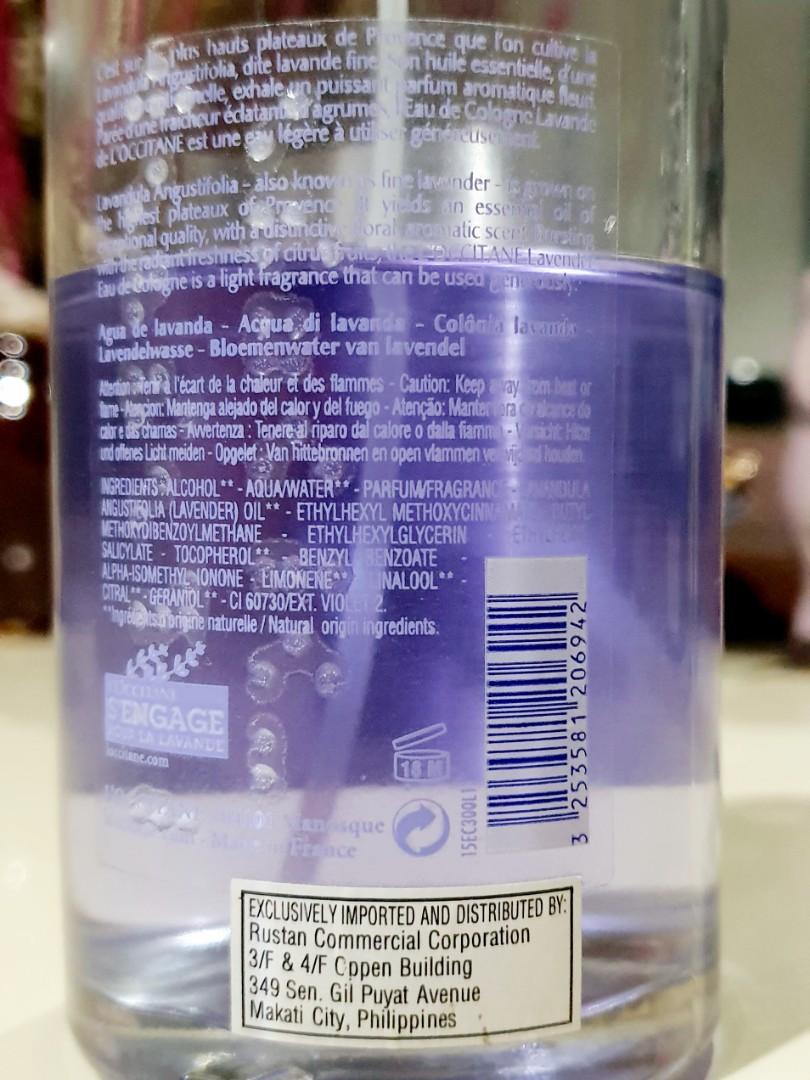 C'est sur les plus hauts plateaux de Provence que l'on cultive la
Lavandula Angustifolia, dite lavande fine. Son huile essentielle, d'une
exhale un puissant parfum aromatique fleuri.
Parée d'une fraîcheur éclatante d'agrumes, l'Eau de Cologne Lavande
de L'OCCITANE est une eau légère à utiliser généreusement.
Lavandula Angustifolia - also known as fine lavender - is grown on
the highest plateaux of Provence. It yields an essential oil of
exceptional quality, with a distinctive floral aromatic scent. Bursting
with the radiant freshness of citrus fruits, L'OCCITANE Lavender
Eau de Cologne is a light fragrance that can be used generously.
Agua de lavanda - Acqua di lavanda - Colônia lavanda -
Lavendelwasse - Bloemenwater van lavendel
Attention : Tenir à l'écart de la chaleur et des flammes - Caution: Keep away from heat or
flame - Atencion: Mantenga alejado del calor y del fuego - Atenção: Manter fora do alcance do
calor e das chamas - Avvertenza : Tenere al riparo dal calore o dalla fiamma - Vorsicht: Hitze
und offenes Licht meiden - Opgelet : Van hittebronnen en open vlammen verwijderd houden.
INGREDIENTS : ALCOHOL** - AQUA/WATER** - PARFUM/FRAGRANCE - LAVANDULA
ANGUSTIFOLIA (LAVENDER) OIL** - ETHYLHEXYL METHOXYCINNAMATE - BUTYL
METHOXYDIBENZOYLMETHANE - ETHYLHEXYLGLYCERIN - ETHYLHEXYL
SALICYLATE - TOCOPHEROL** - BENZYL BENZOATE -
ALPHA-ISOMETHYL IONONE - LIMONENE** - LINALOOL** -
CITRAL** - GERANIOL** - CI 60730/EXT. VIOLET 2.
**Ingrédients d'origine naturelle / Natural origin ingredients.
L'OCCITANE
S'ENGAGE
POUR LA LAVANDE
loccitane.com
18 M
Manosque
Made in France
15EC300L1
3 253581 206942
EXCLUSIVELY IMPORTED AND DISTRIBUTED BY:
Rustan Commercial Corporation
3/F & 4/F Oppen Building
349 Sen. Gil Puyat Avenue
Makati City, Philippines